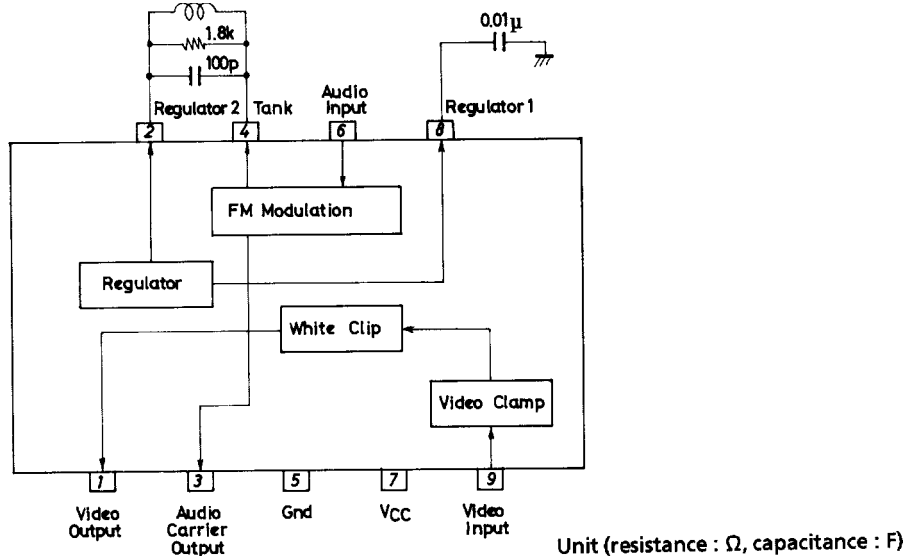 1.8k
100p
0.01μ
Regulator 2
Tank
Audio
Input
Regulator 1
2
4
6
8
FM Modulation
Regulator
White Clip
Video Clamp
1
3
5
7
9
Video
Output
Audio
Carrier
Output
Gnd
VCC
Video
Input
Unit (resistance : Ω, capacitance : F)